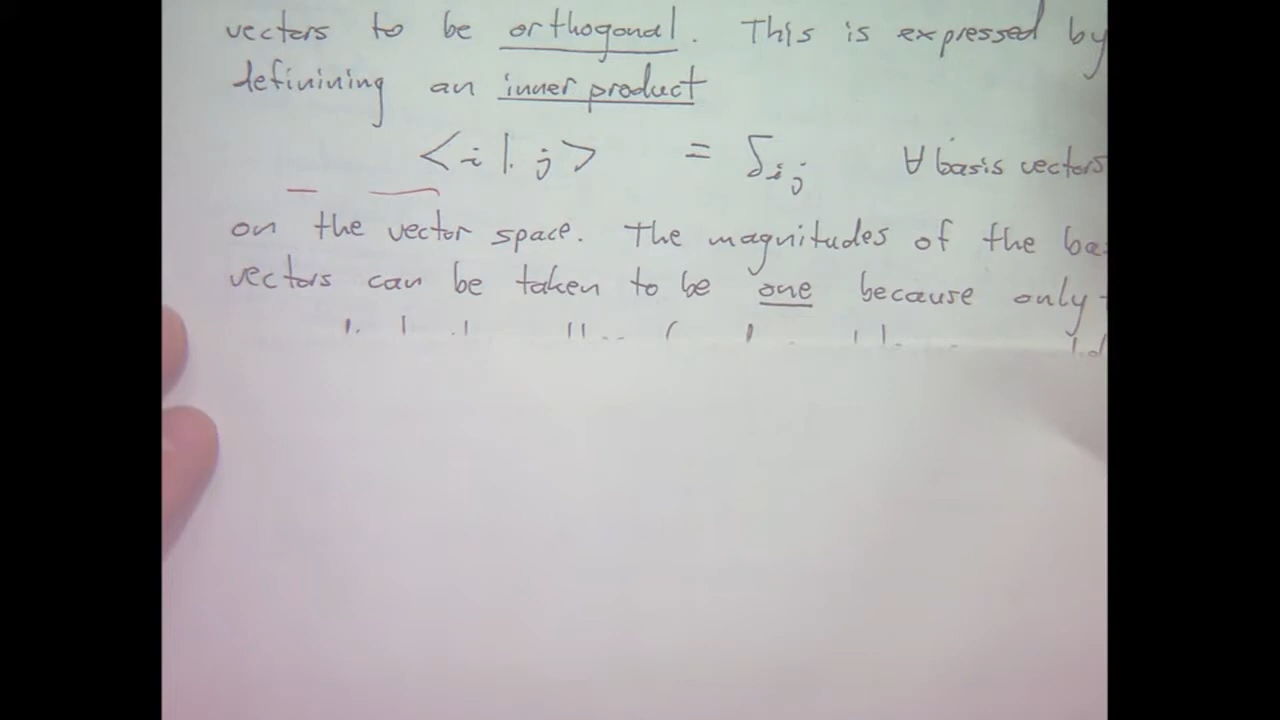 vectors to be orthogonal. This is expressed by
definining an inner product
<i|j> = δij ∀ basis vectors
on the vector space. The magnitudes of the
vectors can be taken to be one because only